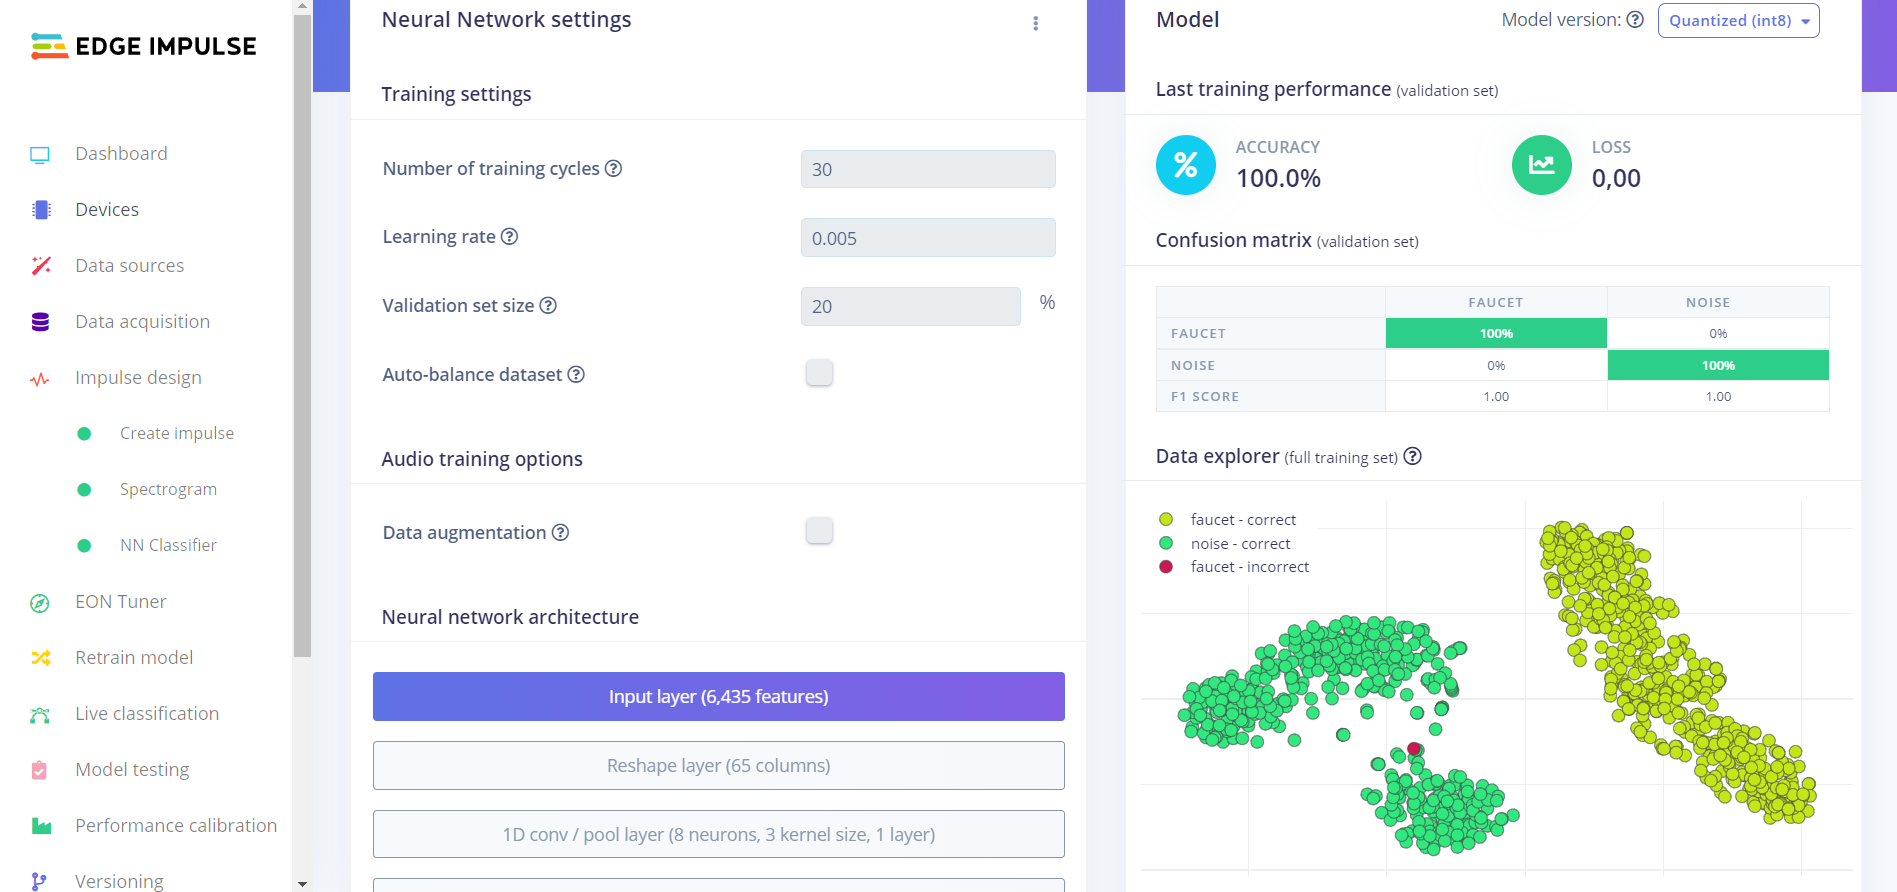 EDGE IMPULSE
Dashboard
Devices
Data sources
Data acquisition
Impulse design
Create impulse
Spectrogram
NN Classifier
EON Tuner
Retrain model
Live classification
Model testing
Performance calibration
Versioning
Neural Network settings
Training settings
Number of training cycles ?
30
Learning rate ?
0.005
Validation set size ?
20 %
Auto-balance dataset ?
Audio training options
Data augmentation ?
Neural network architecture
Input layer (6,435 features)
Reshape layer (65 columns)
1D conv / pool layer (8 neurons, 3 kernel size, 1 layer)
Model
Model version: ? Quantized (int8)
Last training performance (validation set)
% ACCURACY
100.0%
LOSS
0,00
Confusion matrix (validation set)
FAUCET NOISE
FAUCET 100% 0%
NOISE 0% 100%
F1 SCORE 1.00 1.00
Data explorer (full training set) ?
faucet - correct
noise - correct
faucet - incorrect